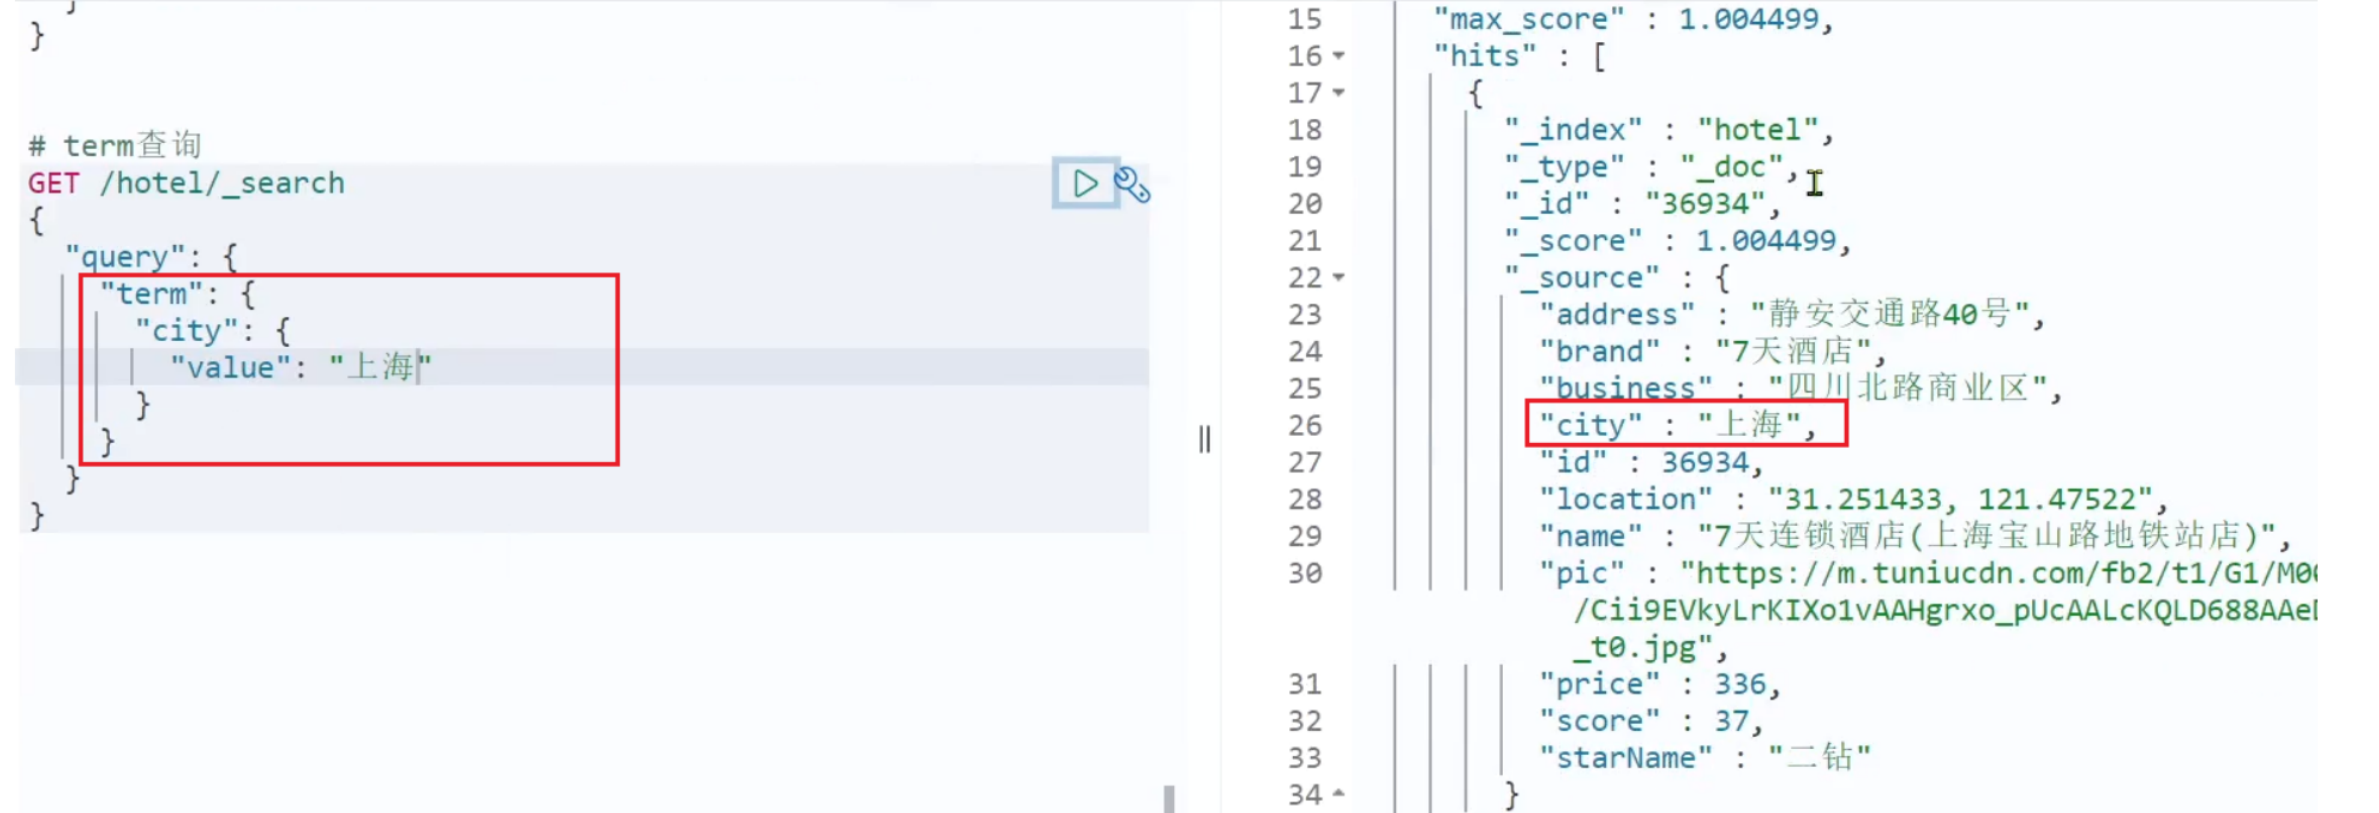 }
}
# term查询
GET /hotel/_search
{
"query": {
"term": {
"city": {
"value": "上海"
}
}
}
}
15 "max_score" : 1.004499,
16 "hits" : [
17 {
18 "_index" : "hotel",
19 "_type" : "_doc",
20 "_id" : "36934",
21 "_score" : 1.004499,
22 "_source" : {
23 "address" : "静安交通路40号",
24 "brand" : "7天酒店",
25 "business" : "四川北路商业区",
26 "city" : "上海",
27 "id" : 36934,
28 "location" : "31.251433, 121.47522",
29 "name" : "7天连锁酒店(上海宝山路地铁站店)",
30 "pic" : "https://m.tuniucdn.com/fb2/t1/G1/M00
/Cii9EVkyLrKIXo1vAAHgrxo_pUcAALcKQLD688AAeD
_t0.jpg",
31 "price" : 336,
32 "score" : 37,
33 "starName" : "二钻"
34 }